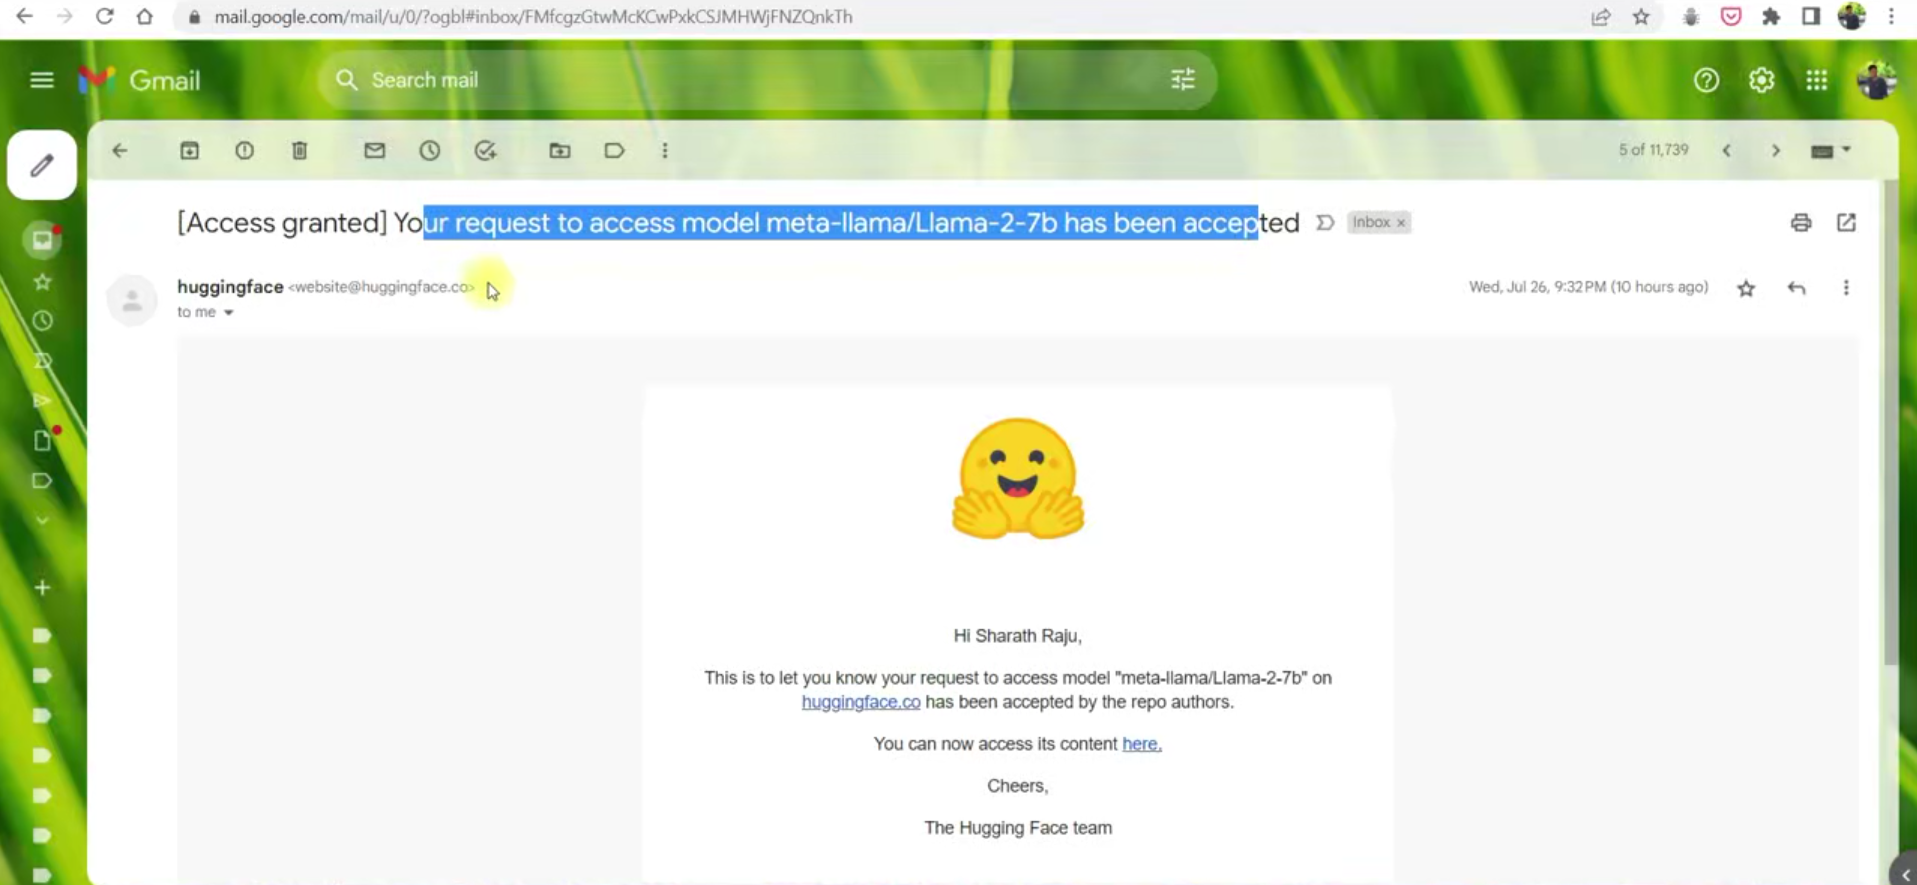 mail.google.com/mail/u/0/?ogbl#inbox/FMfcgzGtwMcKCwPxkCSJMHWjFNZQnkTh
Gmail
Search mail
5 of 11,739
[Access granted] Your request to access model meta-llama/Llama-2-7b has been accepted
Inbox ×
huggingface <website@huggingface.co>
Wed, Jul 26, 9:32 PM (10 hours ago)
to me
Hi Sharath Raju,
This is to let you know your request to access model "meta-llama/Llama-2-7b" on
huggingface.co has been accepted by the repo authors.
You can now access its content here.
Cheers,
The Hugging Face team